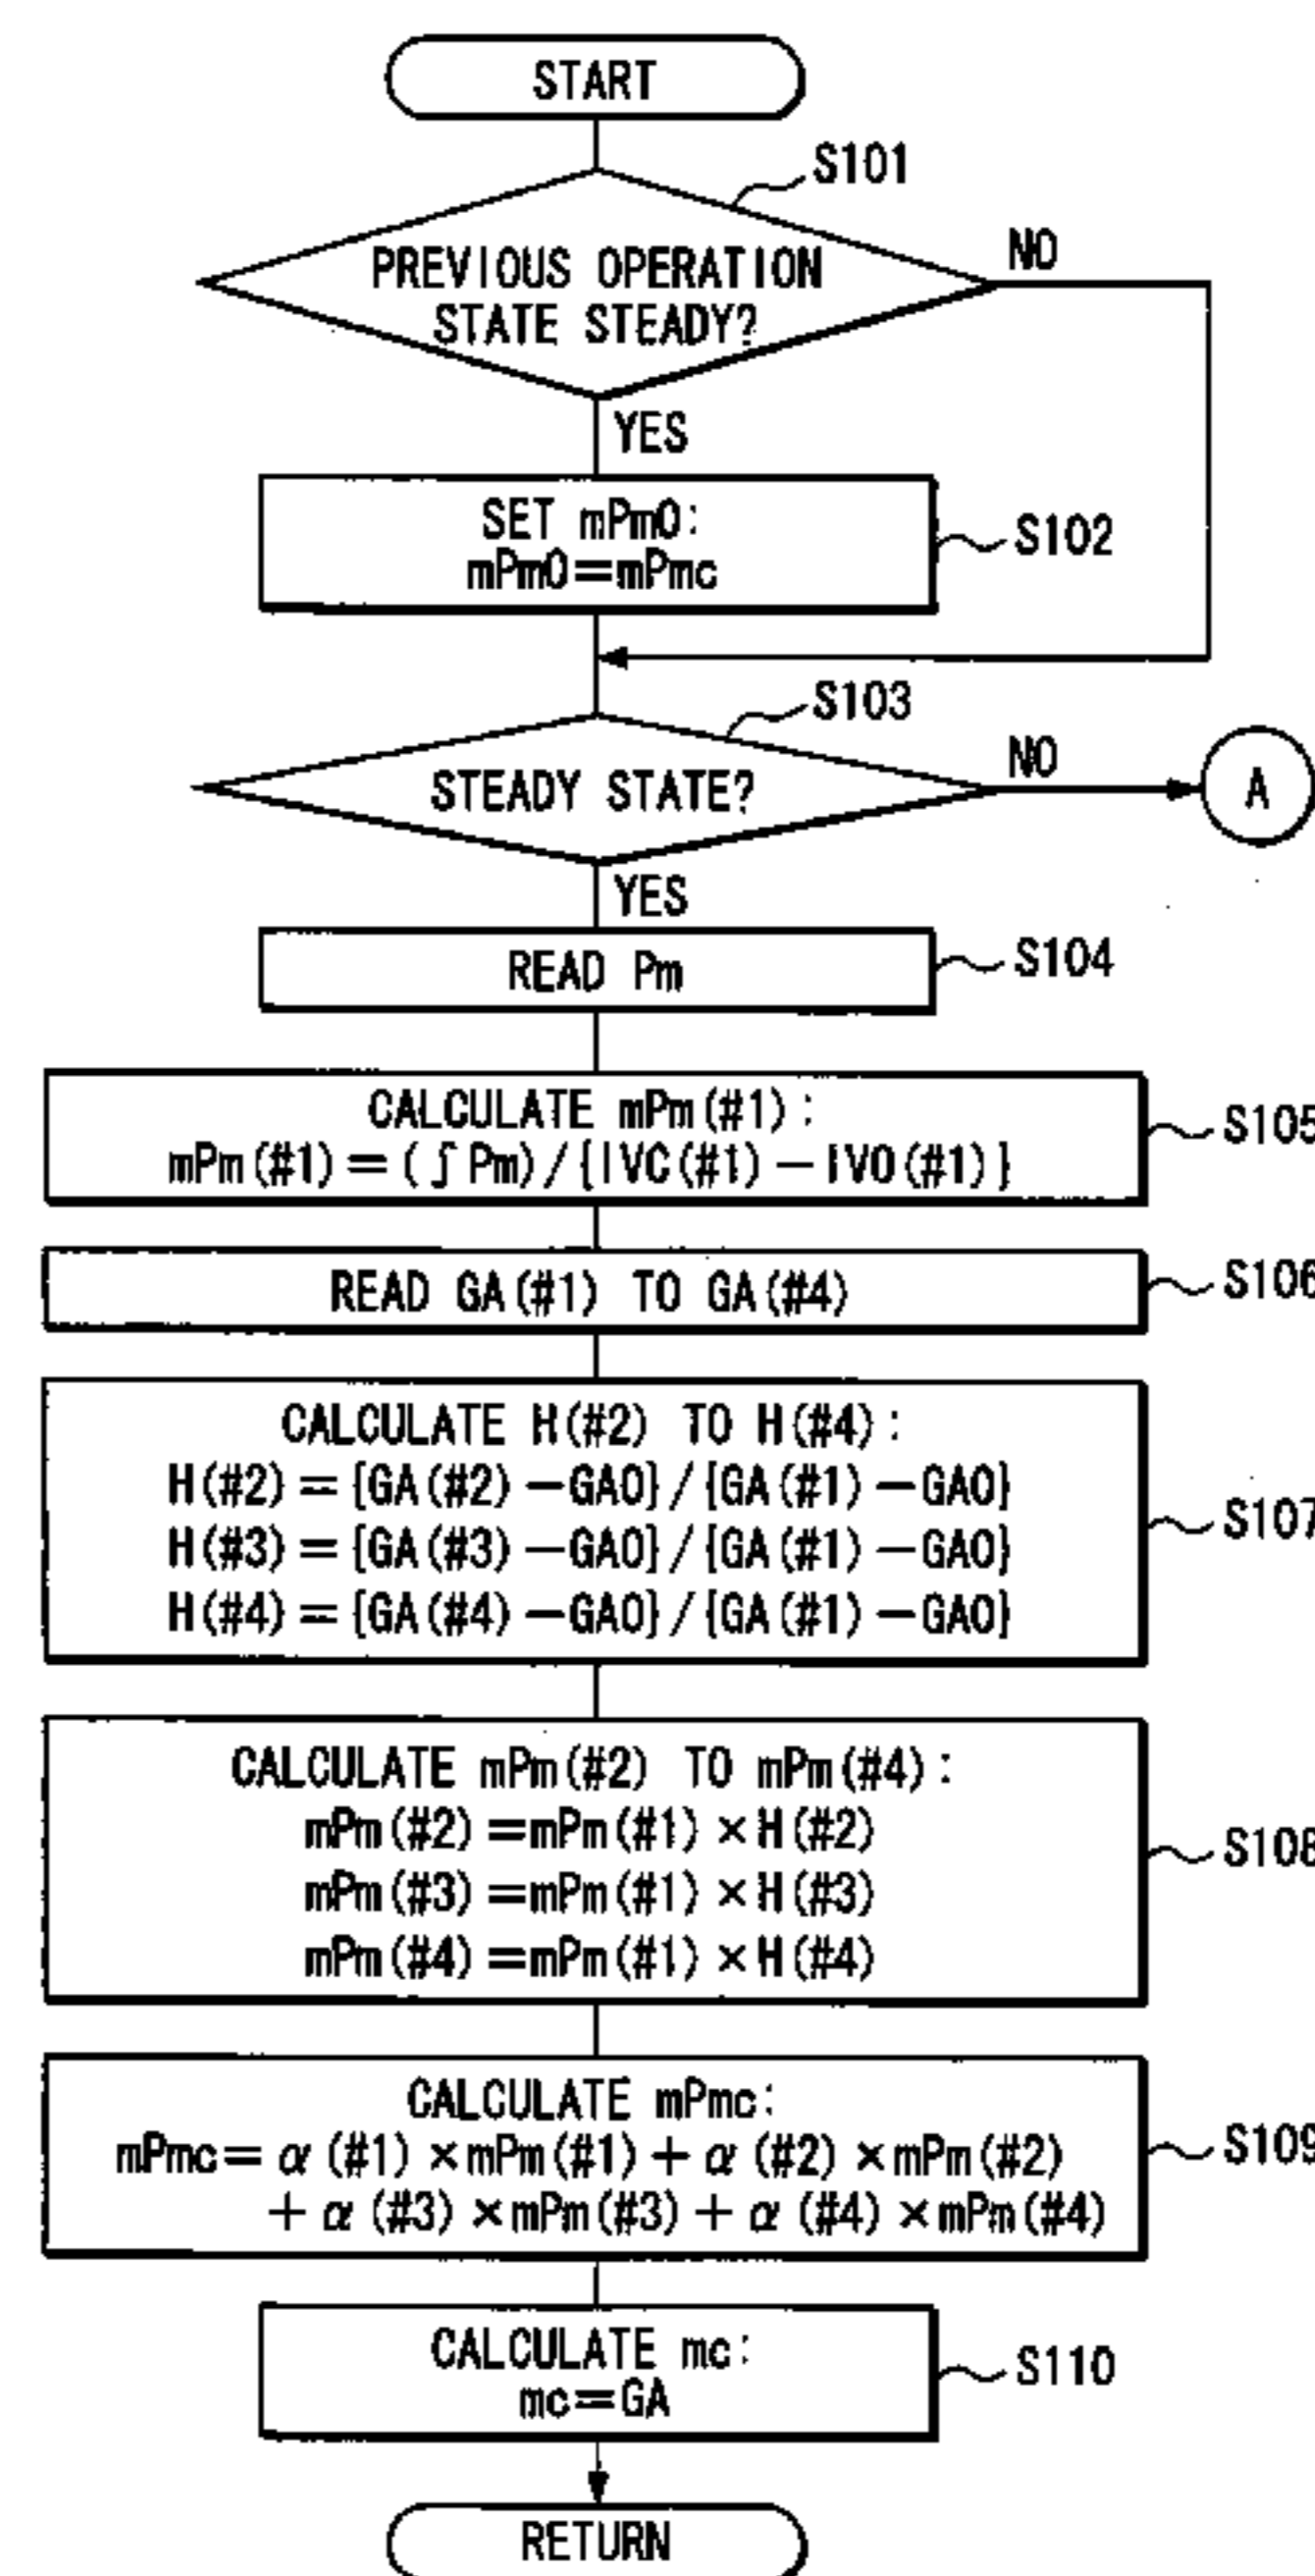 START
S101
NO
PREVIOUS OPERATION
STATE STEADY?
YES
SET mPm0:
mPm0=mPmc
S102
S103
NO
STEADY STATE?
A
YES
READ Pm
S104
CALCULATE mPm(#1):
mPm(#1)=(∫Pm)/{IVC(#1)-IVO(#1)}
S105
READ GA(#1) TO GA(#4)
S106
CALCULATE H(#2) TO H(#4):
H(#2)={GA(#2)-GA0}/{GA(#1)-GA0}
H(#3)={GA(#3)-GA0}/{GA(#1)-GA0}
H(#4)={GA(#4)-GA0}/{GA(#1)-GA0}
S107
CALCULATE mPm(#2) TO mPm(#4):
mPm(#2)=mPm(#1)×H(#2)
mPm(#3)=mPm(#1)×H(#3)
mPm(#4)=mPm(#1)×H(#4)
S108
CALCULATE mPmc:
mPmc=α(#1)×mPm(#1)+α(#2)×mPm(#2)
+α(#3)×mPm(#3)+α(#4)×mPm(#4)
S109
CALCULATE mc:
mc=GA
S110
RETURN